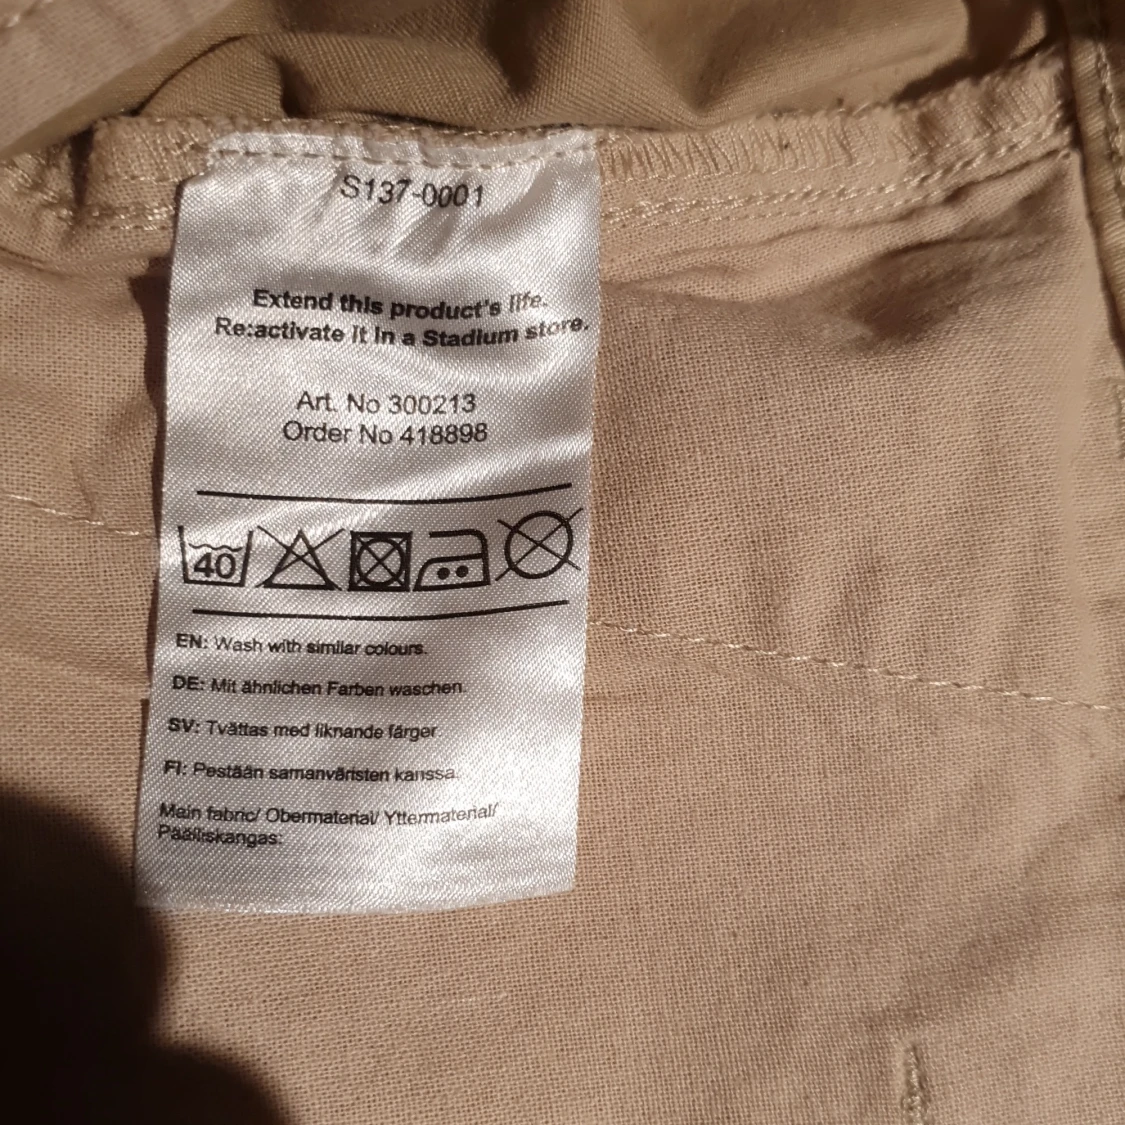 S137-0001
Extend this product's life.
Re:activate it in a Stadium store.
Art. No 300213
Order No 418898
40
EN: Wash with similar colours.
DE: Mit ähnlichen Farben waschen.
SV: Tvättas med liknande färger
FI: Pestään samanväristen kanssa.
Main fabric/ Obermaterial/ Yttermaterial/
Päälliskangas: